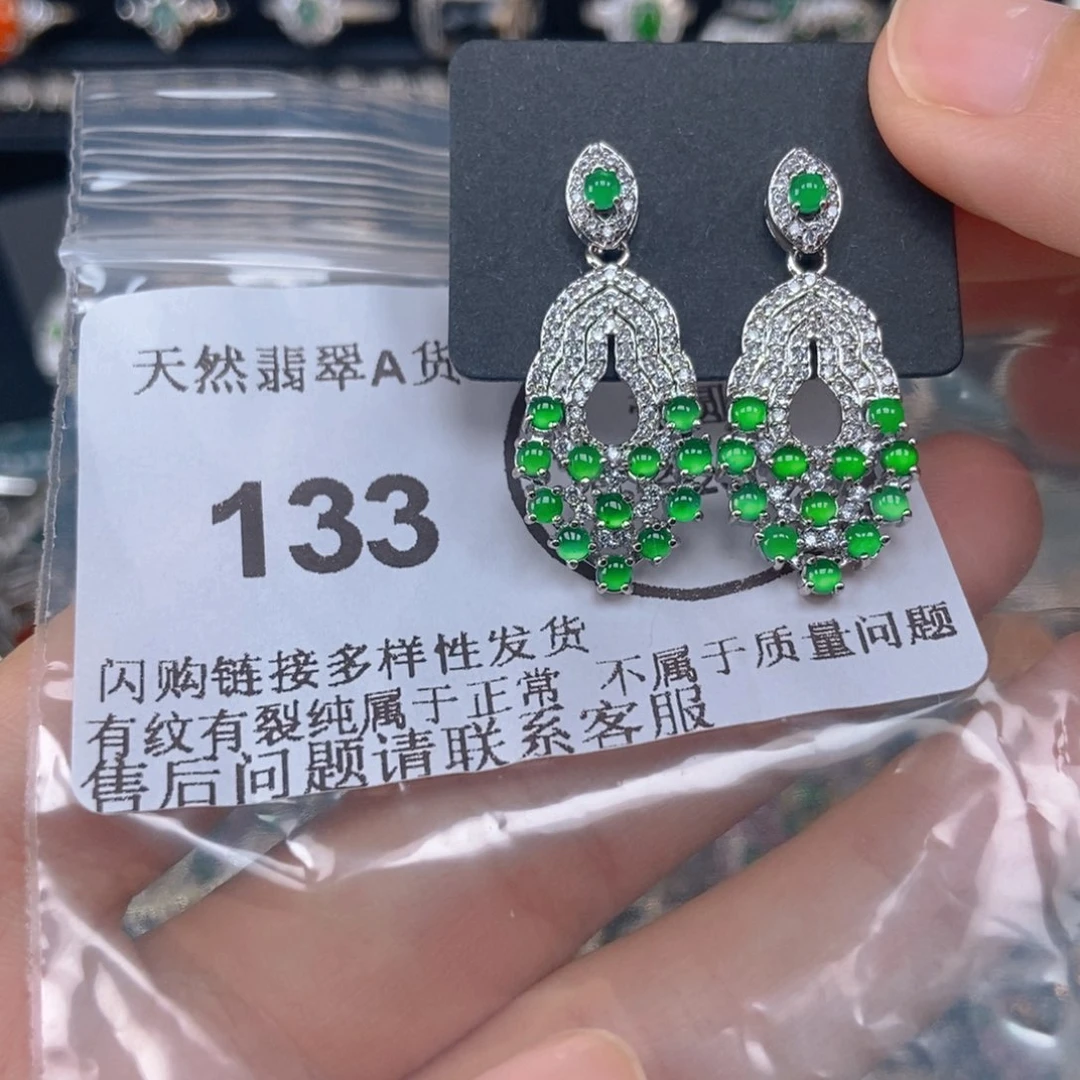 天然翡翠A货
133
闪购链接多样性发货
有纹有裂纯属于正常 不属于质量问题
售后问题请联系客服